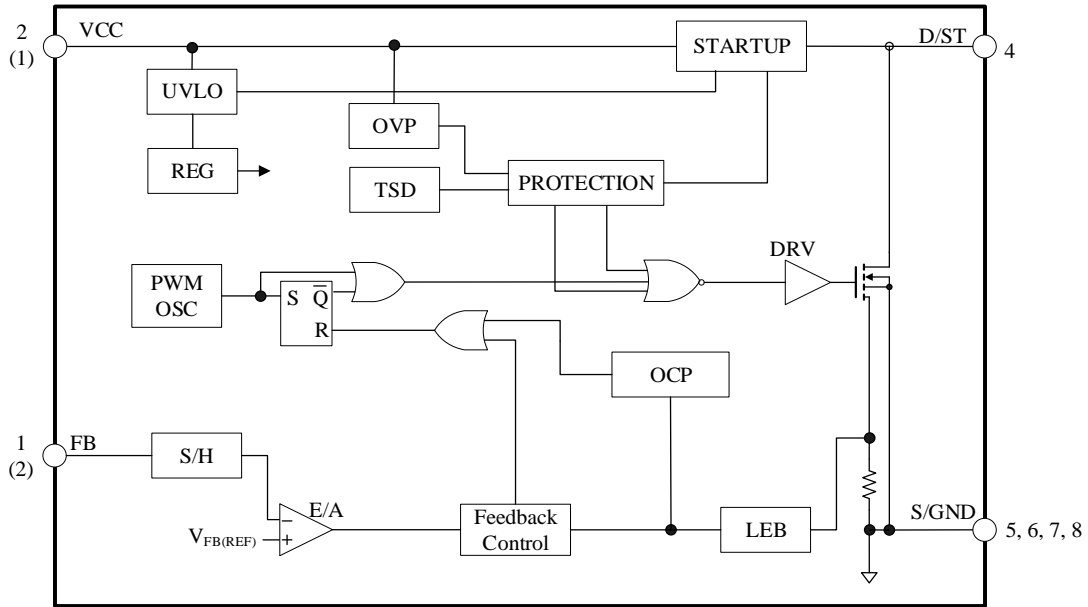 2
(1)
VCC
STARTUP
D/ST
4
UVLO
OVP
REG
TSD
PROTECTION
DRV
PWM
OSC
S
Q̅
R
OCP
1
(2)
FB
S/H
E/A
VFB(REF)
−
+
Feedback
Control
LEB
S/GND
5, 6, 7, 8